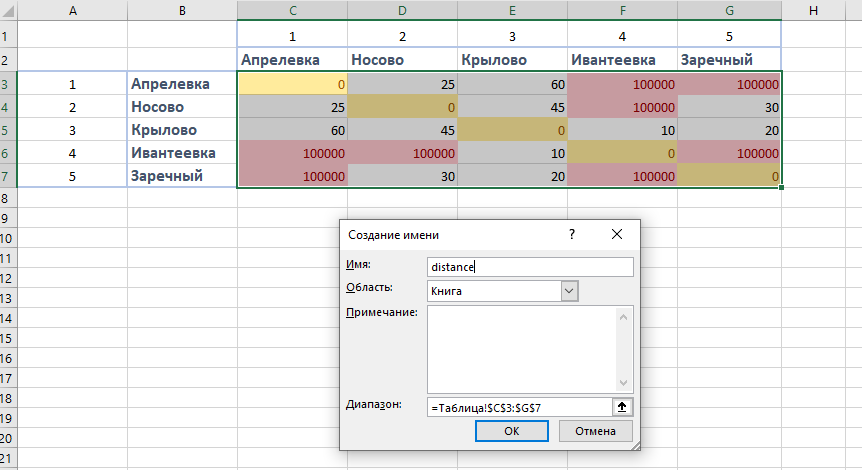 A B C D E F G H
1 1 2 3 4 5
2 Апрелевка Носово Крылово Ивантеевка Заречный
3 1 Апрелевка 0 25 60 100000 100000
4 2 Носово 25 0 45 100000 30
5 3 Крылово 60 45 0 10 20
6 4 Ивантеевка 100000 100000 10 0 100000
7 5 Заречный 100000 30 20 100000 0
8
9
10
11
12
13
14
15
16
17
18
19
20
21
Создание имени ? ×
Имя: distance
Область: Книга
Примечание:
Диапазон: =Таблица!$C$3:$G$7
ОК Отмена